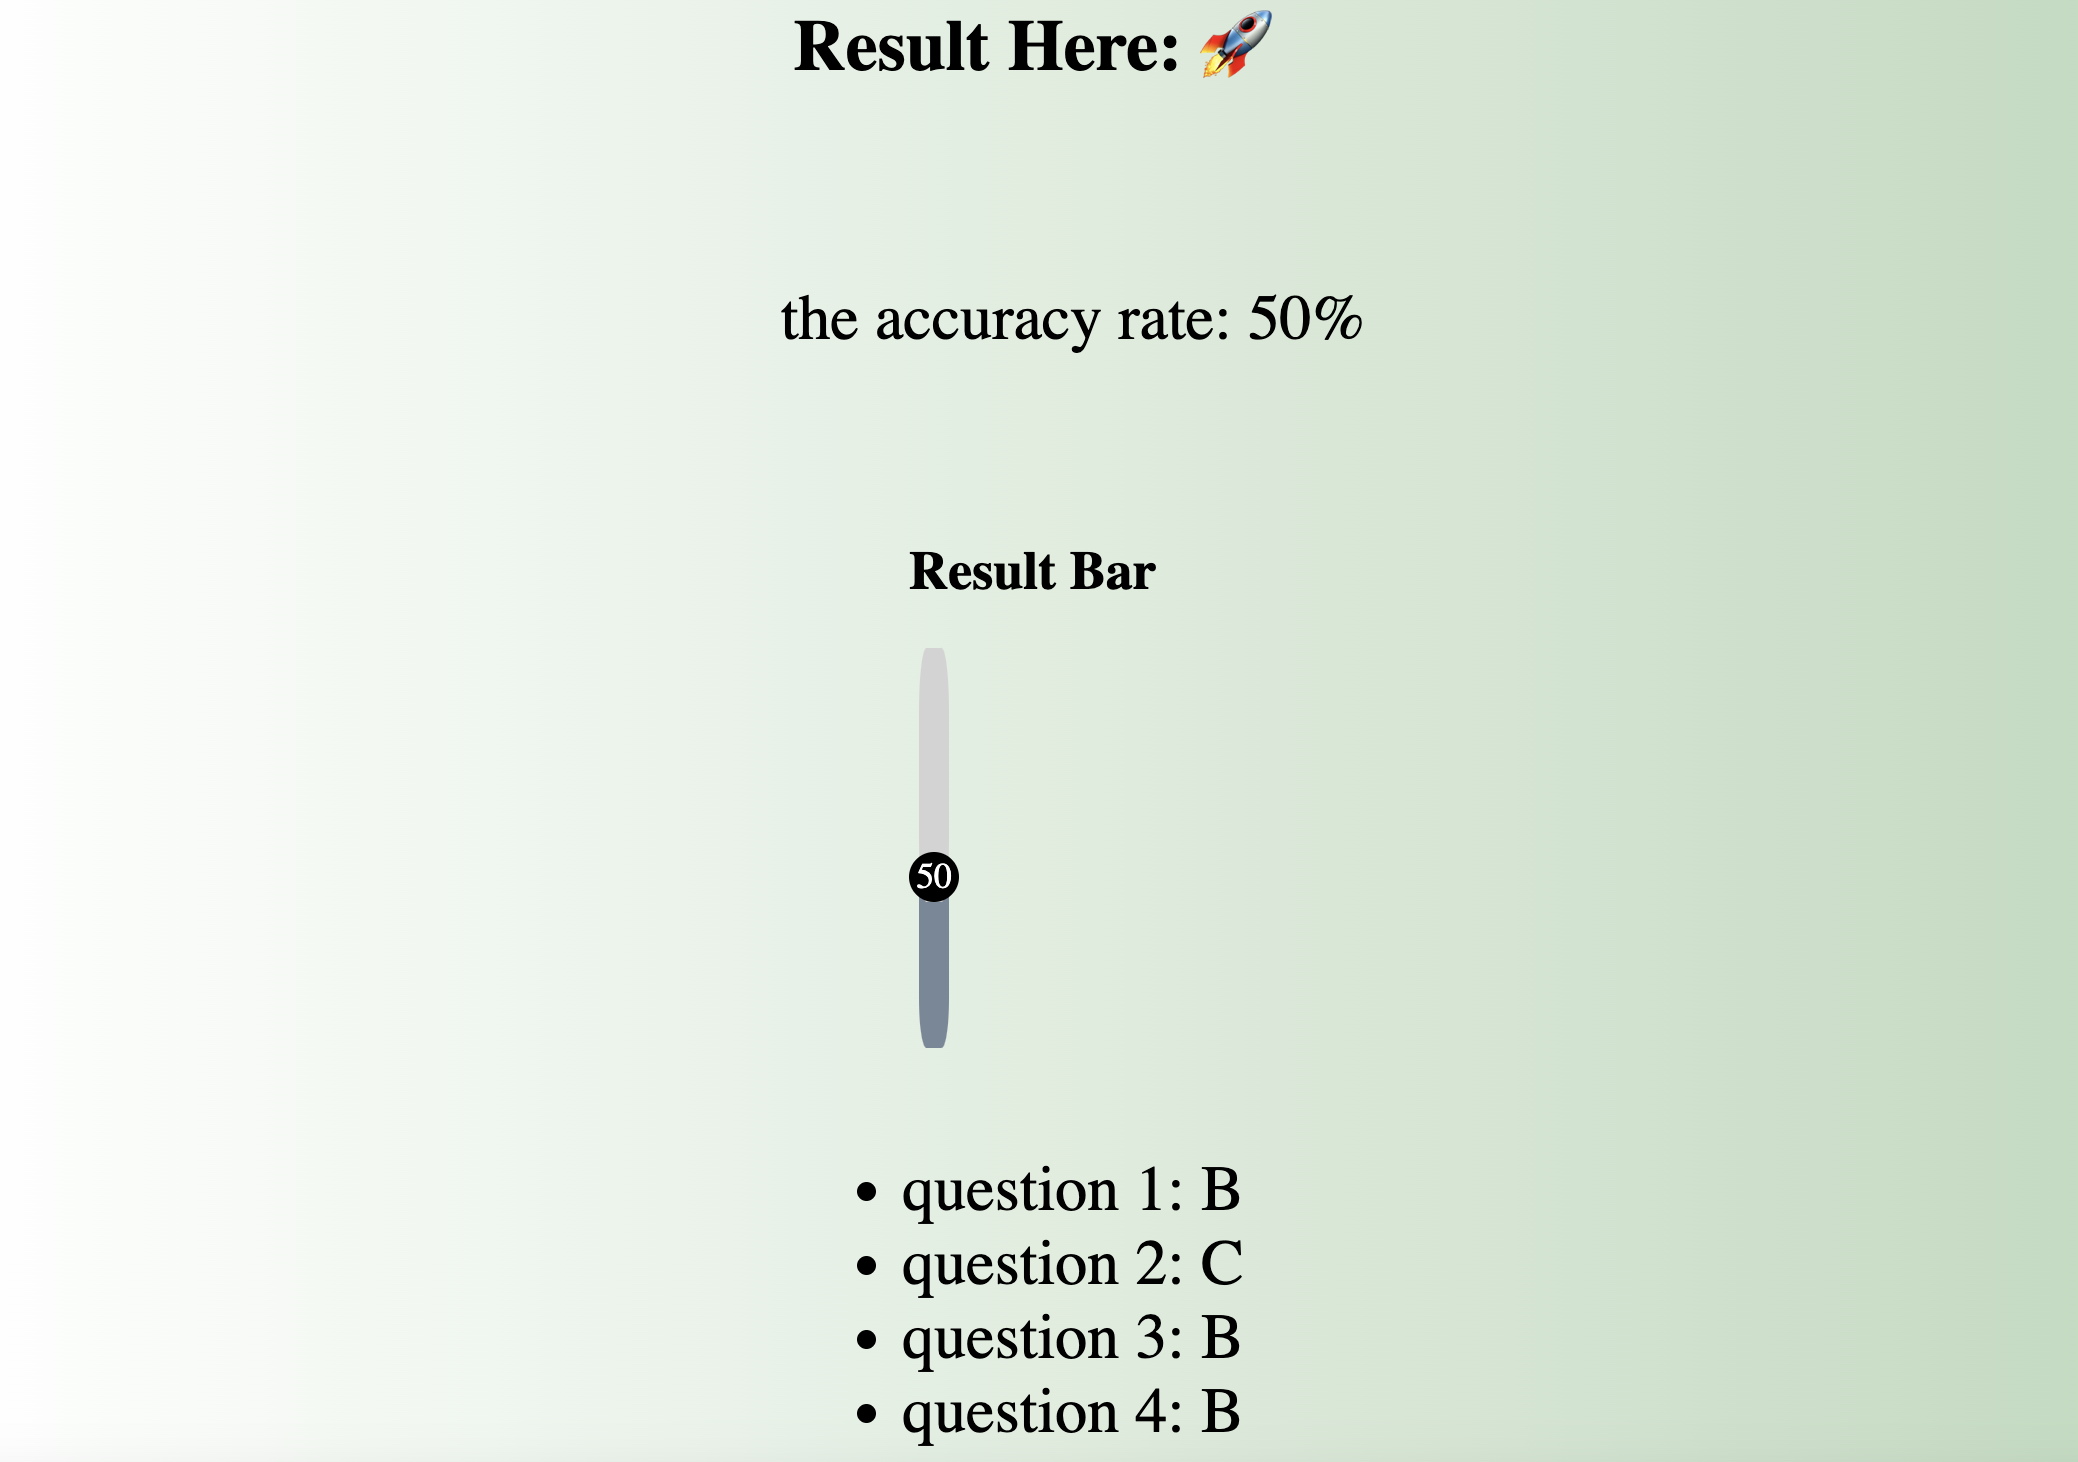 Result Here: 🚀
the accuracy rate: 50%
Result Bar
50
• question 1: B
• question 2: C
• question 3: B
• question 4: B